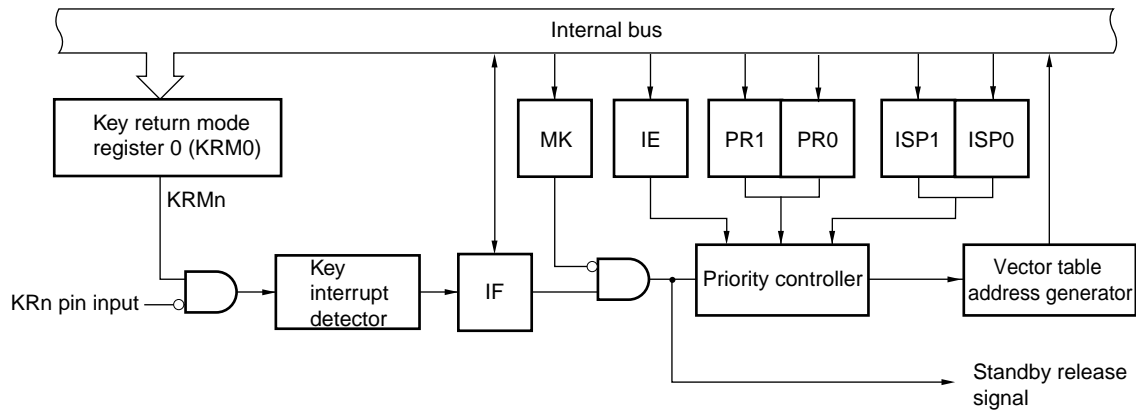 Internal bus
Key return mode
register 0 (KRM0)
MK
IE
PR1
PR0
ISP1
ISP0
KRMn
KRn pin input
Key
interrupt
detector
IF
Priority controller
Vector table
address generator
Standby release
signal